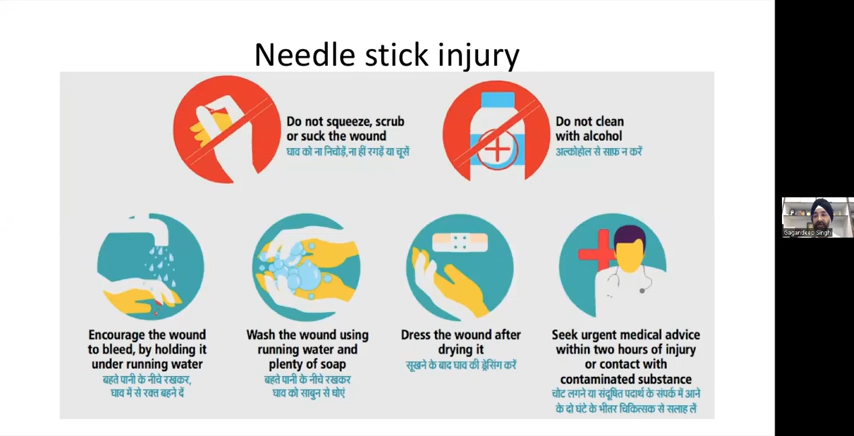 Needle stick injury
Do not squeeze, scrub
or suck the wound
घाव को ना निचोड़ें,ना हीं रगड़ें या चूसें
Do not clean
with alcohol
अल्कोहोल से साफ़ न करें
Encourage the wound
to bleed, by holding it
under running water
बहते पानी के नीचे रखकर,
घाव में से रक्त बहने दें
Wash the wound using
running water and
plenty of soap
बहते पानी के नीचे रखकर
घाव को साबुन से धोएं
Dress the wound after
drying it
सूखने के बाद घाव की ड्रेसिंग करें
Seek urgent medical advice
within two hours of injury
or contact with
contaminated substance
चोट लगने या संदूषित पदार्थ के संपर्क में आने
के दो घंटे के भीतर चिकित्सक से सलाह लें
Gagandeep Singh